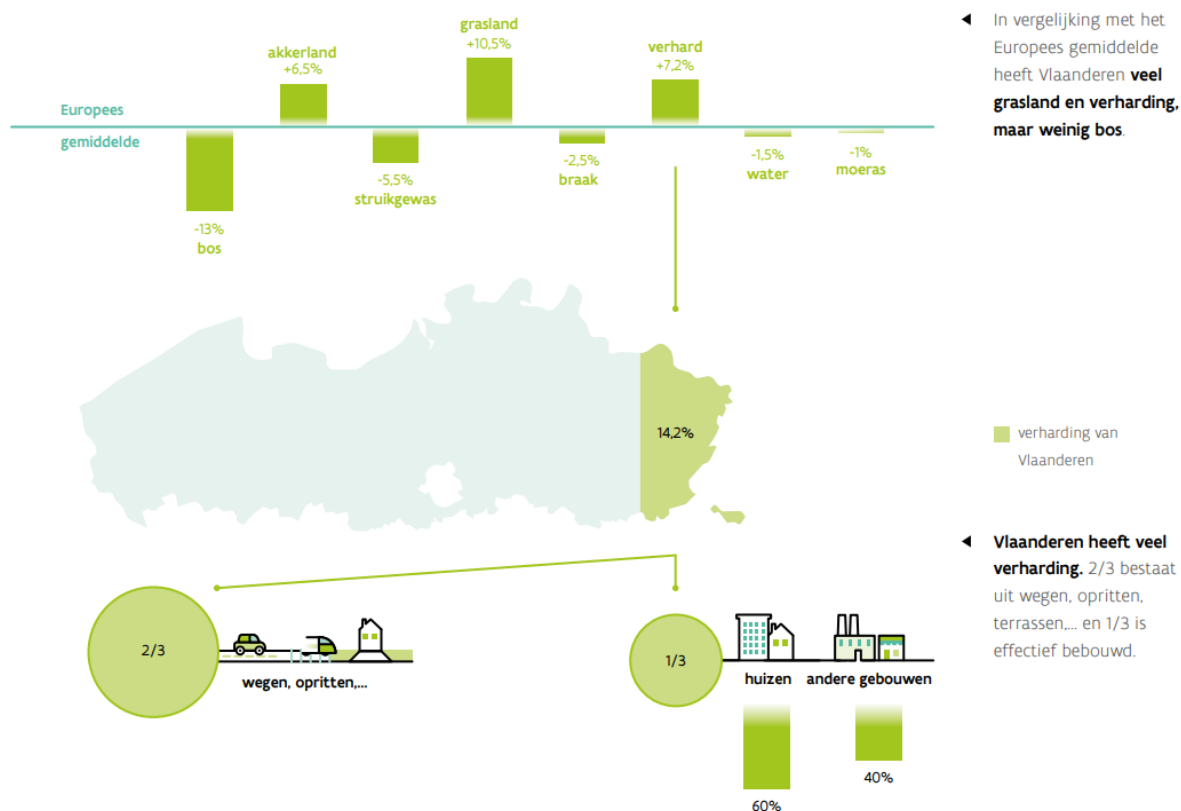 grasland
+10,5%
akkerland
+6,5%
verhard
+7,2%
Europees
gemiddelde
-13%
bos
-5,5%
struikgewas
-2,5%
braak
-1,5%
water
-1%
moeras
In vergelijking met het
Europees gemiddelde
heeft Vlaanderen veel
grasland en verharding,
maar weinig bos.
14,2%
verharding van
Vlaanderen
Vlaanderen heeft veel
verharding. 2/3 bestaat
uit wegen, opritten,
terrassen,... en 1/3 is
effectief bebouwd.
2/3
wegen, opritten,...
1/3
huizen
andere gebouwen
60%
40%